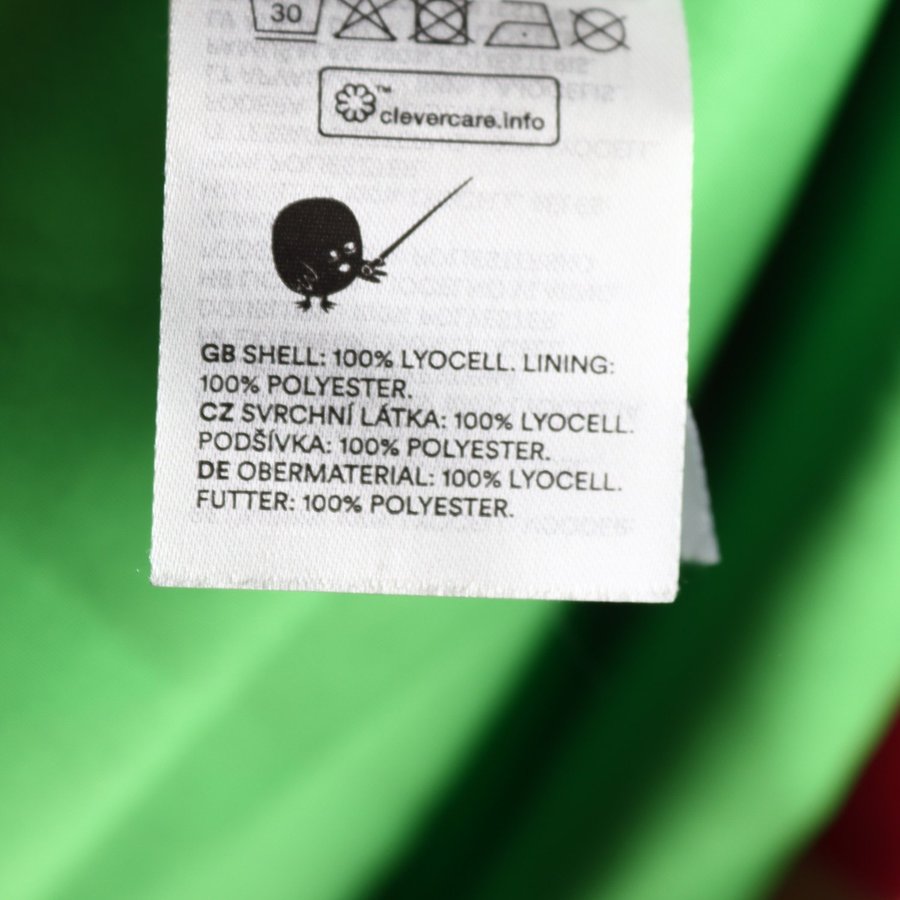 30
™
clevercare.info
GB SHELL: 100% LYOCELL. LINING:
100% POLYESTER.
CZ SVRCHNÍ LÁTKA: 100% LYOCELL.
PODŠÍVKA: 100% POLYESTER.
DE OBERMATERIAL: 100% LYOCELL.
FUTTER: 100% POLYESTER.